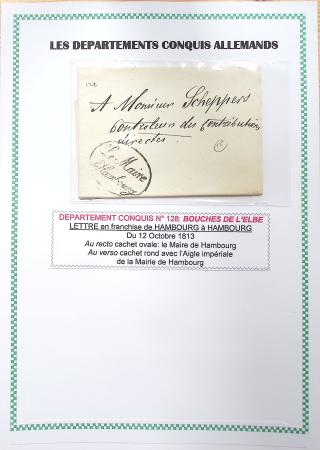 LES DEPARTEMENTS CONQUIS ALLEMANDS
128
A Monsieur Scheppers
Controleur des Contributions
directes
Le Maire
d'Hambourg
DEPARTEMENT CONQUIS N° 128: BOUCHES DE L'ELBE
LETTRE en franchise de HAMBOURG à HAMBOURG
Du 12 Octobre 1813
Au recto cachet ovale: le Maire de Hambourg
Au verso cachet rond avec l'Aigle impériale
de la Mairie de Hambourg